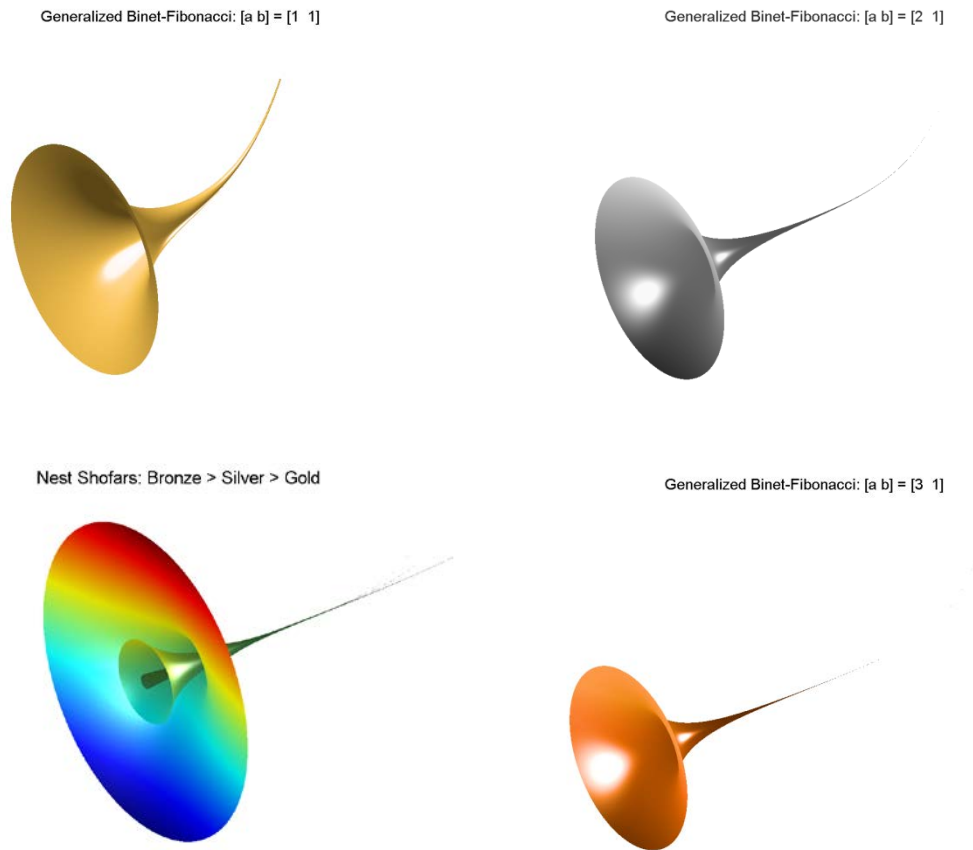 Generalized Binet-Fibonacci: [a b] = [1 1]
Generalized Binet-Fibonacci: [a b] = [2 1]
Nest Shofars: Bronze > Silver > Gold
Generalized Binet-Fibonacci: [a b] = [3 1]